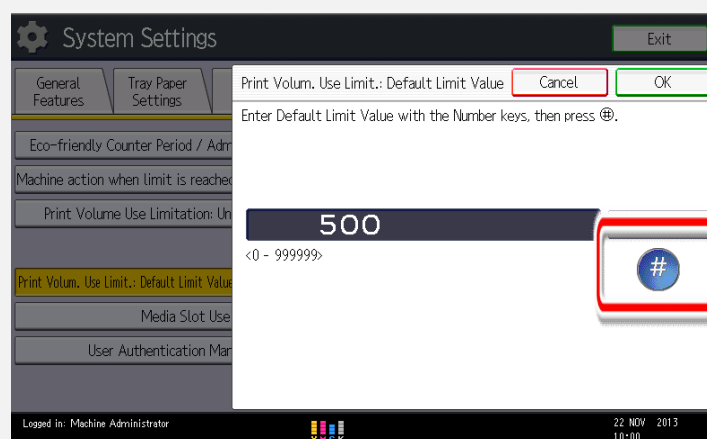 System Settings
Exit
General
Features
Tray Paper
Settings
Print Volum. Use Limit.: Default Limit Value
Cancel
OK
Enter Default Limit Value with the Number keys, then press #.
Eco-friendly Counter Period / Adm
Machine action when limit is reached
Print Volume Use Limitation: Un
500
<0 - 999999>
#
Print Volum. Use Limit.: Default Limit Value
Media Slot Use
User Authentication Man
Logged in: Machine Administrator
22 NOV 2013
10:00